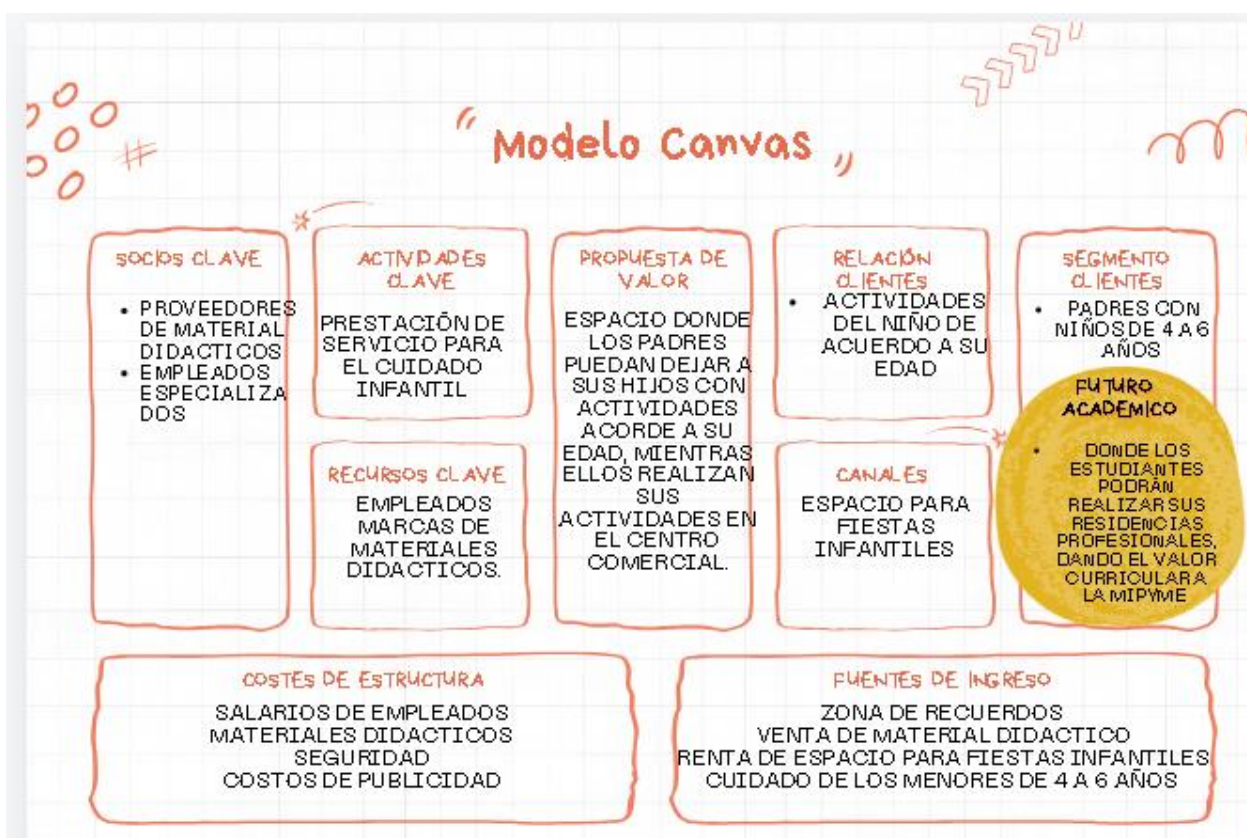 Modelo Canvas
SOCIOS CLAVE
• PROVEEDORES
DE MATERIAL
DIDACTICOS
• EMPLEADOS
ESPECIALIZA
DOS
ACTIVIDADES
CLAVE
PRESTACIÓN DE
SERVICIO PARA
EL CUIDADO
INFANTIL
RECURSOS CLAVE
EMPLEADOS
MARCAS DE
MATERIALES
DIDACTICOS.
PROPUESTA DE
VALOR
ESPACIO DONDE
LOS PADRES
PUEDAN DEJAR A
SUS HIJOS CON
ACTIVIDADES
ACORDE A SU
EDAD, MIENTRAS
ELLOS REALIZAN
SUS
ACTIVIDADES EN
EL CENTRO
COMERCIAL.
RELACIÓN
CLIENTES
• ACTIVIDADES
DEL NIÑO DE
ACUERDO A SU
EDAD
CANALES
ESPACIO PARA
FIESTAS
INFANTILES
SEGMENTO
CLIENTES
• PADRES CON
NIÑOS DE 4 A 6
AÑOS
FUTURO
ACADEMICO
• DONDE LOS
ESTUDIANTES
PODRÁN
REALIZAR SUS
RESIDENCIAS
PROFESIONALES,
DANDO EL VALOR
CURRICULAR A
LA MIPYME
COSTES DE ESTRUCTURA
SALARIOS DE EMPLEADOS
MATERIALES DIDACTICOS
SEGURIDAD
COSTOS DE PUBLICIDAD
FUENTES DE INGRESO
ZONA DE RECUERDOS
VENTA DE MATERIAL DIDACTICO
RENTA DE ESPACIO PARA FIESTAS INFANTILES
CUIDADO DE LOS MENORES DE 4 A 6 AÑOS